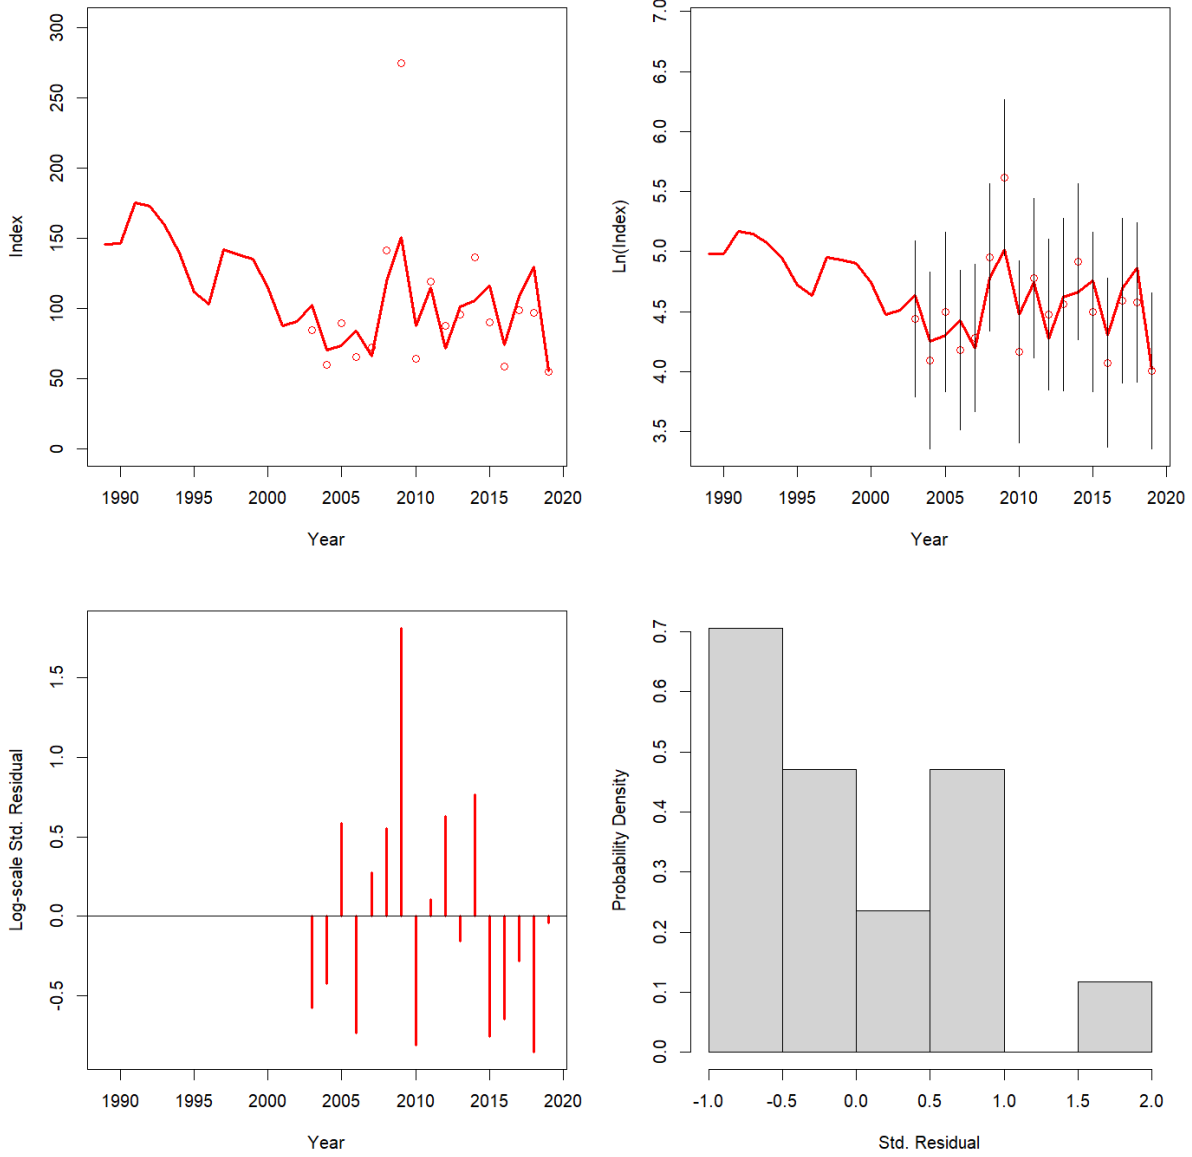 300
250
200
150
100
50
0
Index
1990 1995 2000 2005 2010 2015 2020
Year
7.0
6.5
6.0
5.5
5.0
4.5
4.0
3.5
Ln(Index)
1990 1995 2000 2005 2010 2015 2020
Year
1.5
1.0
0.5
0.0
-0.5
Log-scale Std. Residual
1990 1995 2000 2005 2010 2015 2020
Year
0.7
0.6
0.5
0.4
0.3
0.2
0.1
0.0
Probability Density
-1.0 -0.5 0.0 0.5 1.0 1.5 2.0
Std. Residual